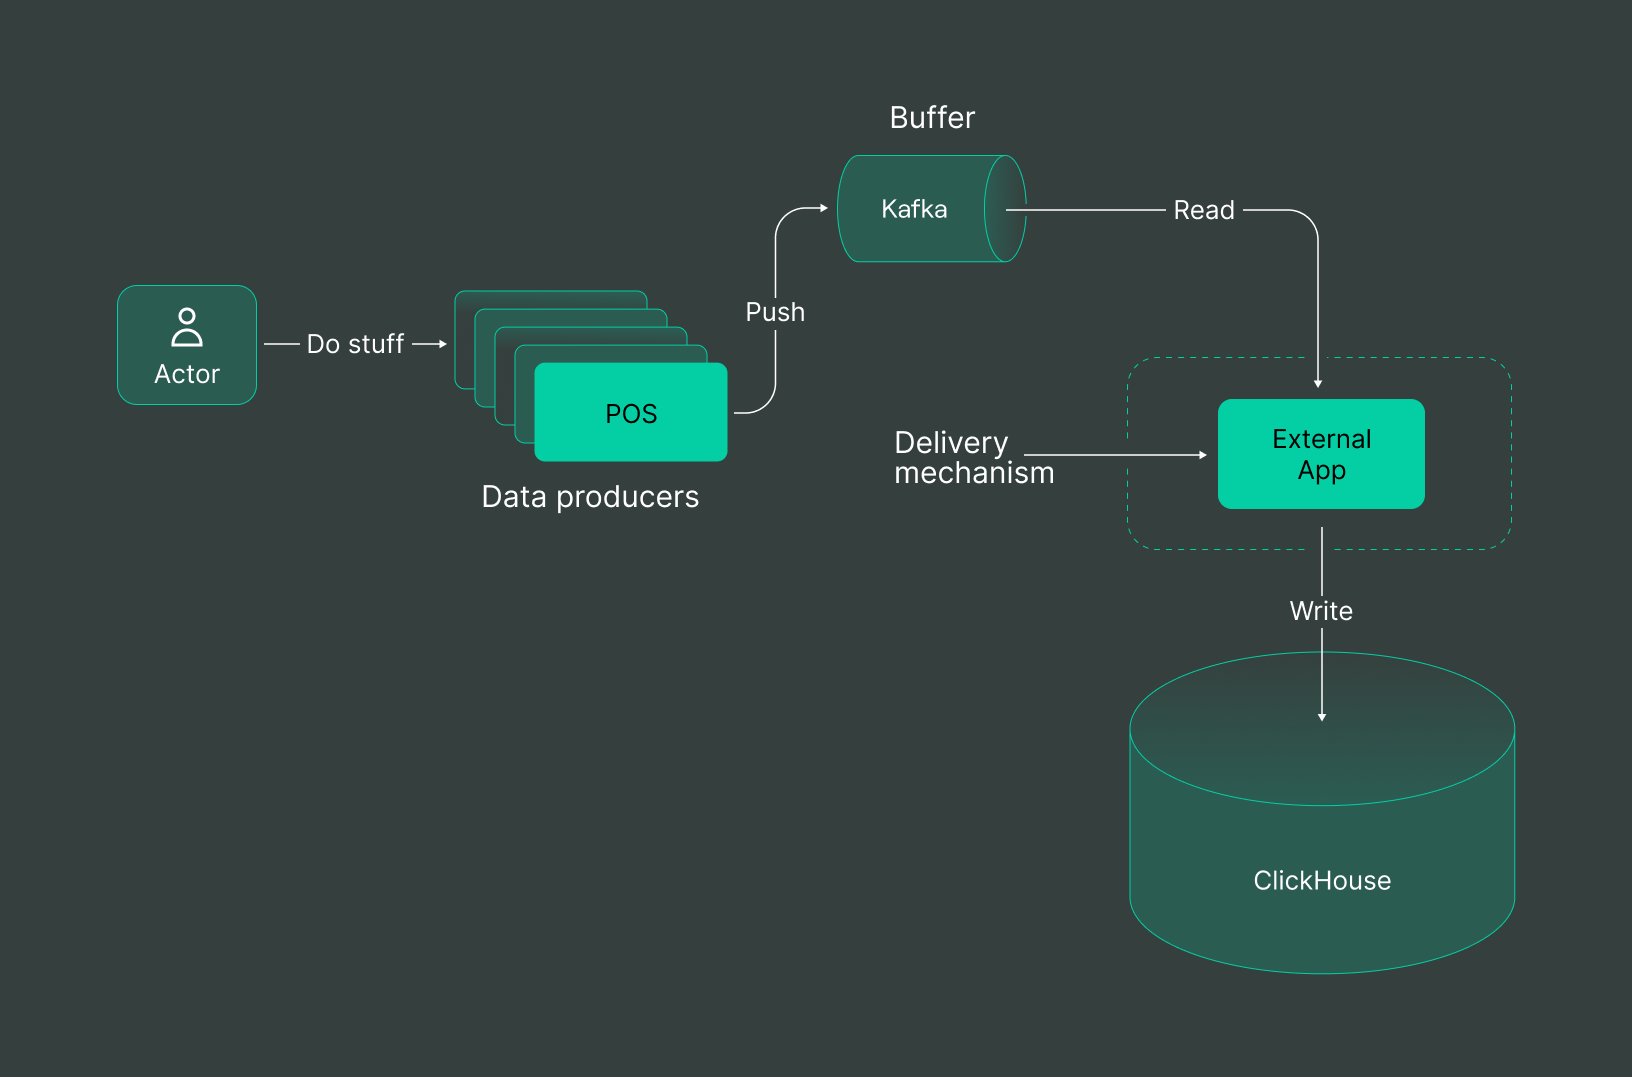 Buffer
Kafka
Read
Push
Actor
Do stuff
POS
Data producers
Delivery
mechanism
External
App
Write
ClickHouse